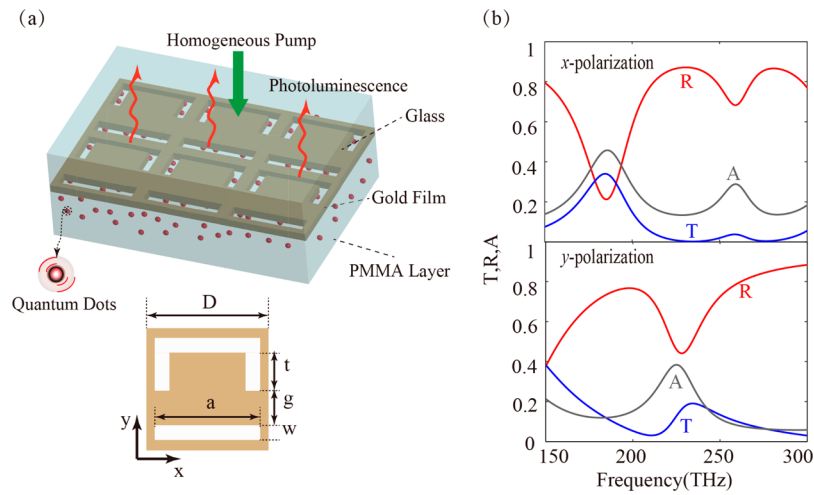 (a)
Homogeneous Pump
Photoluminescence
Glass
Gold Film
PMMA Layer
Quantum Dots
D
t
a
g
w
y
x
(b)
1
x-polarization
R
0.8
0.6
0.4
A
0.2
T
T,R,A
1
y-polarization
R
0.8
0.6
0.4
A
0.2
T
0
150 200 250 300
Frequency(THz)